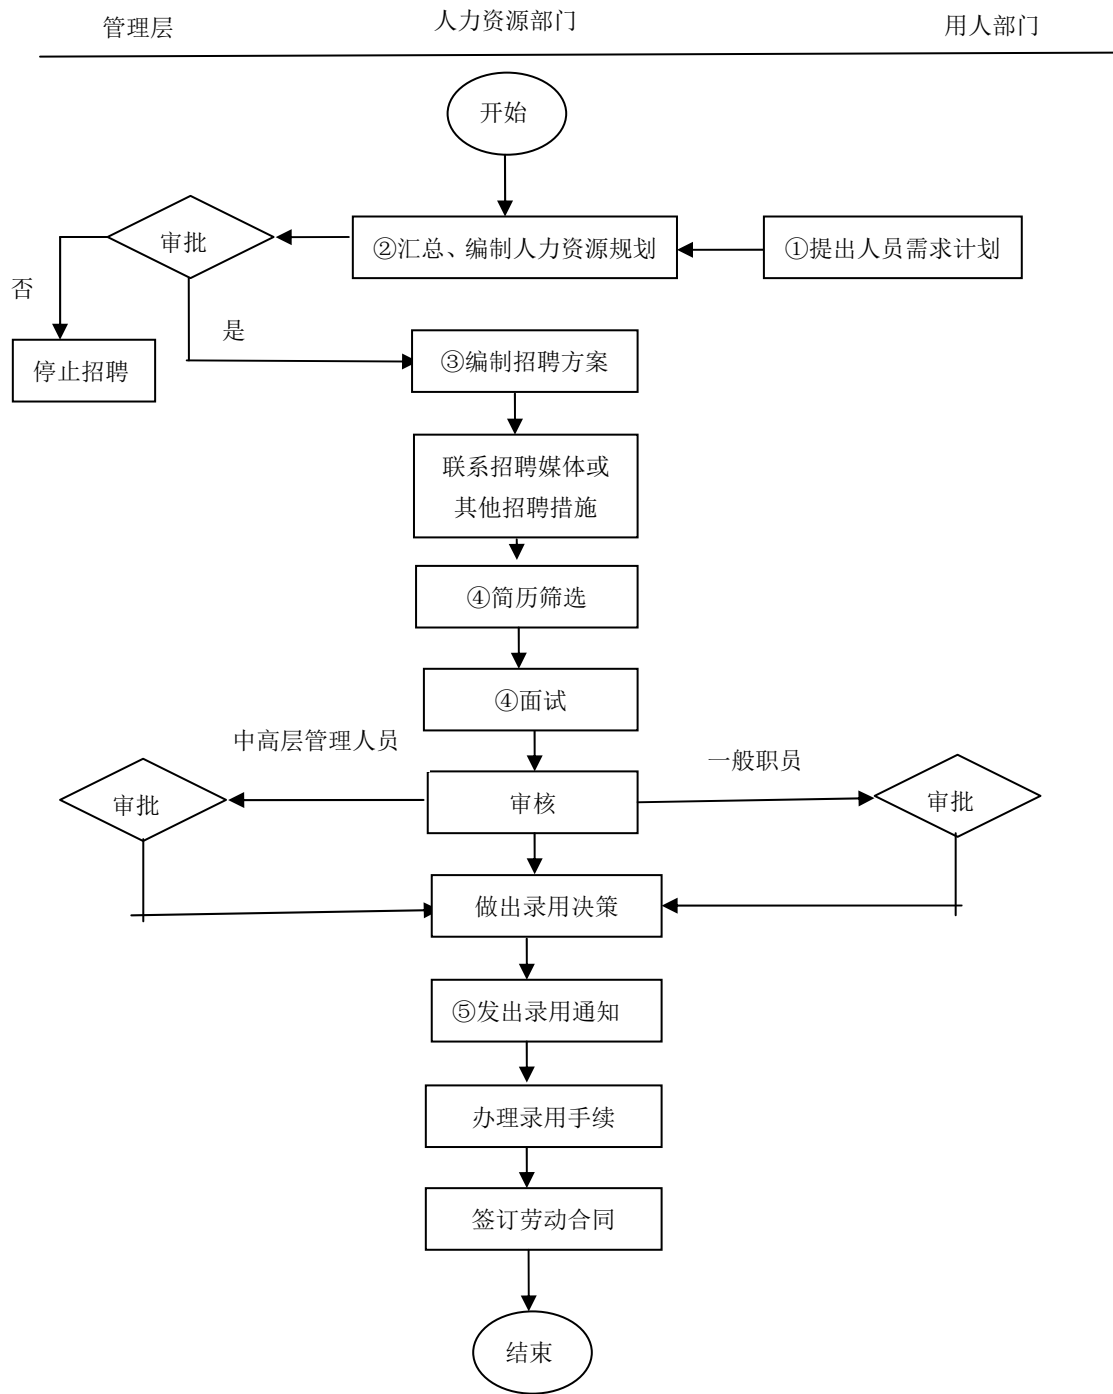 管理层
人力资源部门
用人部门
开始
审批
②汇总、编制人力资源规划
①提出人员需求计划
否
是
停止招聘
③编制招聘方案
联系招聘媒体或
其他招聘措施
④简历筛选
④面试
中高层管理人员
一般职员
审批
审核
审批
做出录用决策
⑤发出录用通知
办理录用手续
签订劳动合同
结束